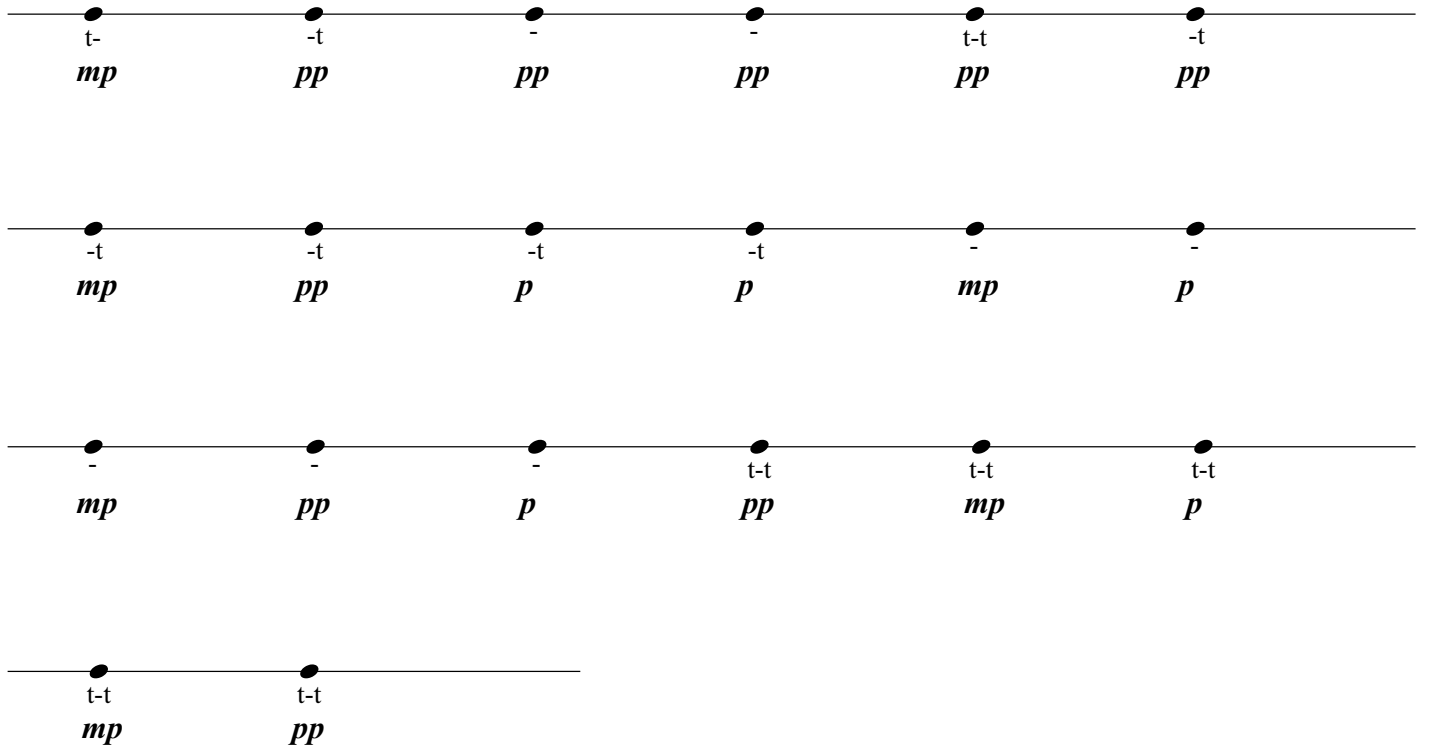 t- -t - - t-t -t
mp pp pp pp pp pp
-t -t -t -t - -
mp pp p p mp p
- - - t-t t-t t-t
mp pp p pp mp p
t-t t-t
mp pp